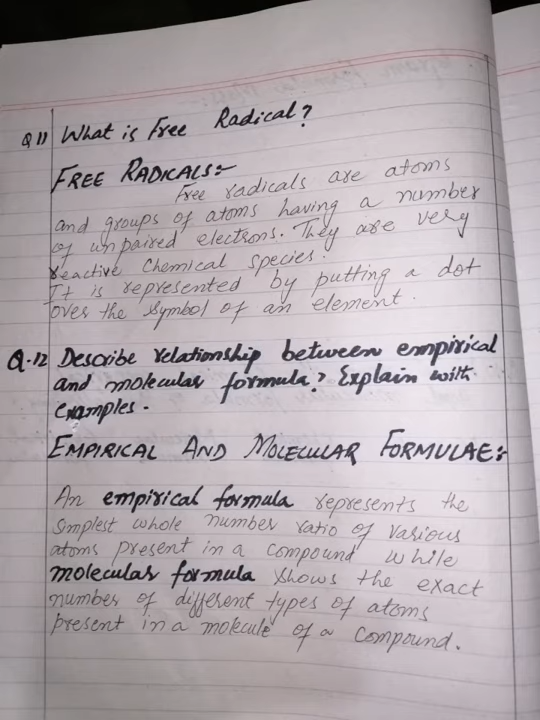 Q 11 What is Free Radical?
FREE RADICALS:-
Free radicals are atoms
and groups of atoms having a number
of unpaired electrons. They are very
reactive chemical species.
It is represented by putting a dot
over the symbol of an element.
Q.12 Describe relationship between empirical
and molecular formula? Explain with
examples.
EMPIRICAL AND MOLECULAR FORMULAE:-
An empirical formula represents the
simplest whole number ratio of various
atoms present in a compound while
molecular formula shows the exact
number of different types of atoms
present in a molecule of a compound.